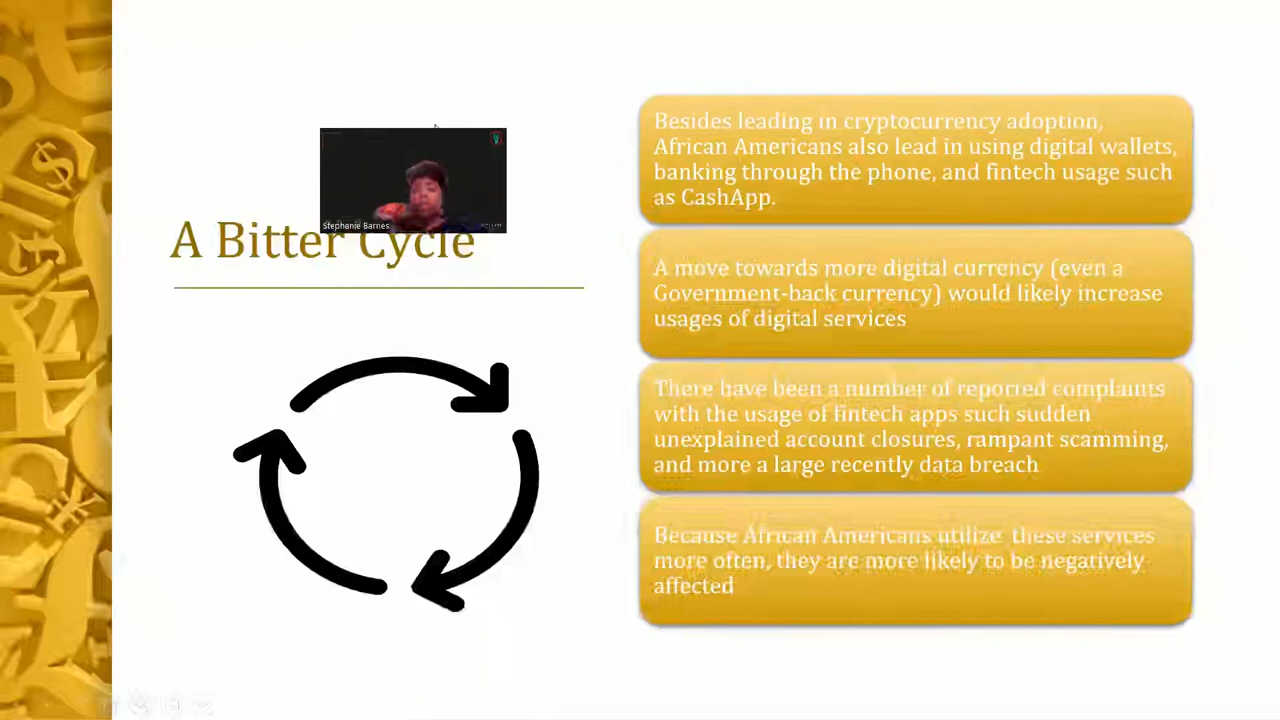 Stephanie Barnes
A Bitter Cycle
Besides leading in cryptocurrency adoption,
African Americans also lead in using digital wallets,
banking through the phone, and fintech usage such
as CashApp.
A move towards more digital currency (even a
Government-back currency) would likely increase
usages of digital services
There have been a number of reported complaints
with the usage of fintech apps such sudden
unexplained account closures, rampant scamming,
and more a large recently data breach
Because African Americans utilize these services
more often, they are more likely to be negatively
affected